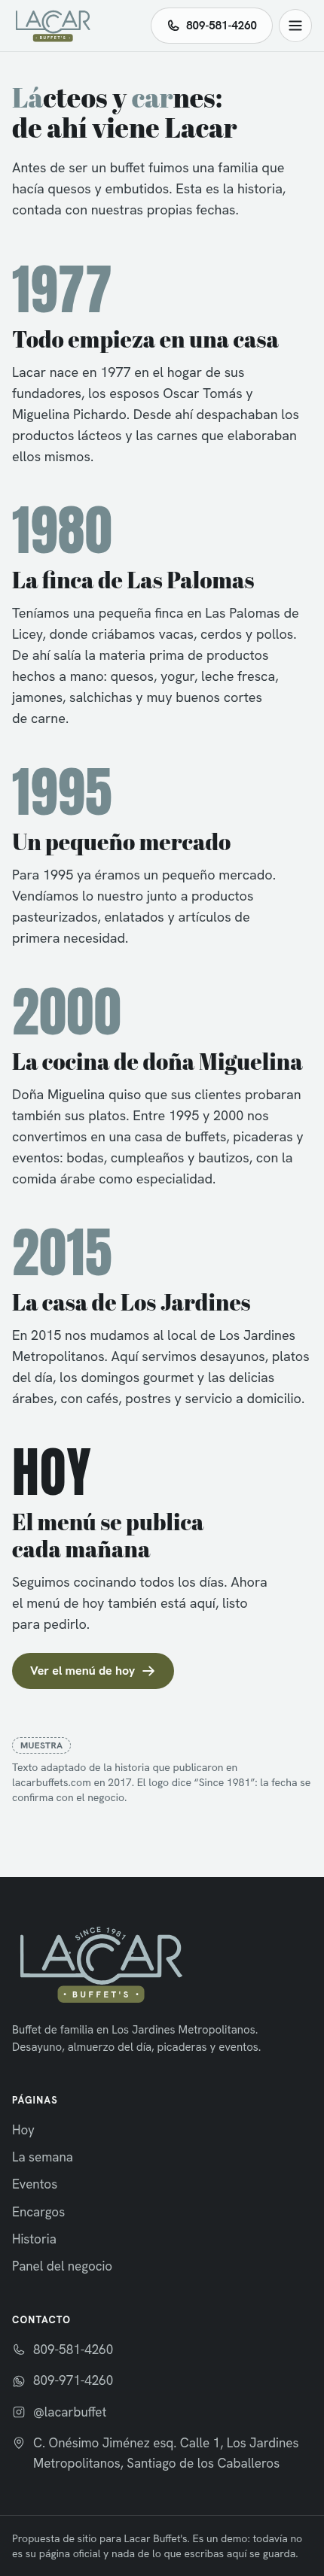 LACAR
• BUFFET'S •
809-581-4260
Lácteos y carnes:
de ahí viene Lacar
Antes de ser un buffet fuimos una familia que
hacía quesos y embutidos. Esta es la historia,
contada con nuestras propias fechas.
1977
Todo empieza en una casa
Lacar nace en 1977 en el hogar de sus
fundadores, los esposos Oscar Tomás y
Miguelina Pichardo. Desde ahí despachaban los
productos lácteos y las carnes que elaboraban
ellos mismos.
1980
La finca de Las Palomas
Teníamos una pequeña finca en Las Palomas de
Licey, donde criábamos vacas, cerdos y pollos.
De ahí salía la materia prima de productos
hechos a mano: quesos, yogur, leche fresca,
jamones, salchichas y muy buenos cortes
de carne.
1995
Un pequeño mercado
Para 1995 ya éramos un pequeño mercado.
Vendíamos lo nuestro junto a productos
pasteurizados, enlatados y artículos de
primera necesidad.
2000
La cocina de doña Miguelina
Doña Miguelina quiso que sus clientes probaran
también sus platos. Entre 1995 y 2000 nos
convertimos en una casa de buffets, picaderas y
eventos: bodas, cumpleaños y bautizos, con la
comida árabe como especialidad.
2015
La casa de Los Jardines
En 2015 nos mudamos al local de Los Jardines
Metropolitanos. Aquí servimos desayunos, platos
del día, los domingos gourmet y las delicias
árabes, con cafés, postres y servicio a domicilio.
HOY
El menú se publica
cada mañana
Seguimos cocinando todos los días. Ahora
el menú de hoy también está aquí, listo
para pedirlo.
Ver el menú de hoy →
MUESTRA
Texto adaptado de la historia que publicaron en
lacarbuffets.com en 2017. El logo dice “Since 1981”: la fecha se
confirma con el negocio.
SINCE 1981
LACAR
• BUFFET'S •
Buffet de familia en Los Jardines Metropolitanos.
Desayuno, almuerzo del día, picaderas y eventos.
PÁGINAS
Hoy
La semana
Eventos
Encargos
Historia
Panel del negocio
CONTACTO
809-581-4260
809-971-4260
@lacarbuffet
C. Onésimo Jiménez esq. Calle 1, Los Jardines
Metropolitanos, Santiago de los Caballeros
Propuesta de sitio para Lacar Buffet's. Es un demo: todavía no
es su página oficial y nada de lo que escribas aquí se guarda.